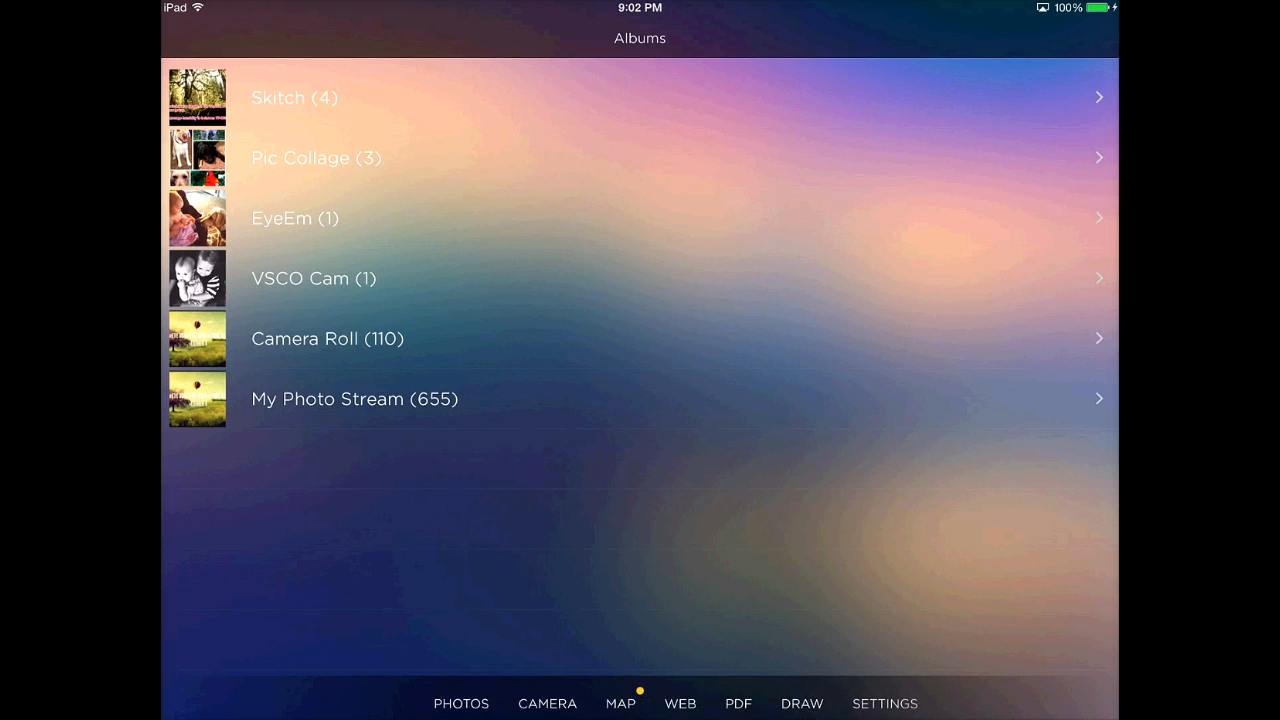 iPad 9:02 PM 100%
Albums
Skitch (4)
Pic Collage (3)
EyeEm (1)
VSCO Cam (1)
Camera Roll (110)
My Photo Stream (655)
PHOTOS CAMERA MAP WEB PDF DRAW SETTINGS